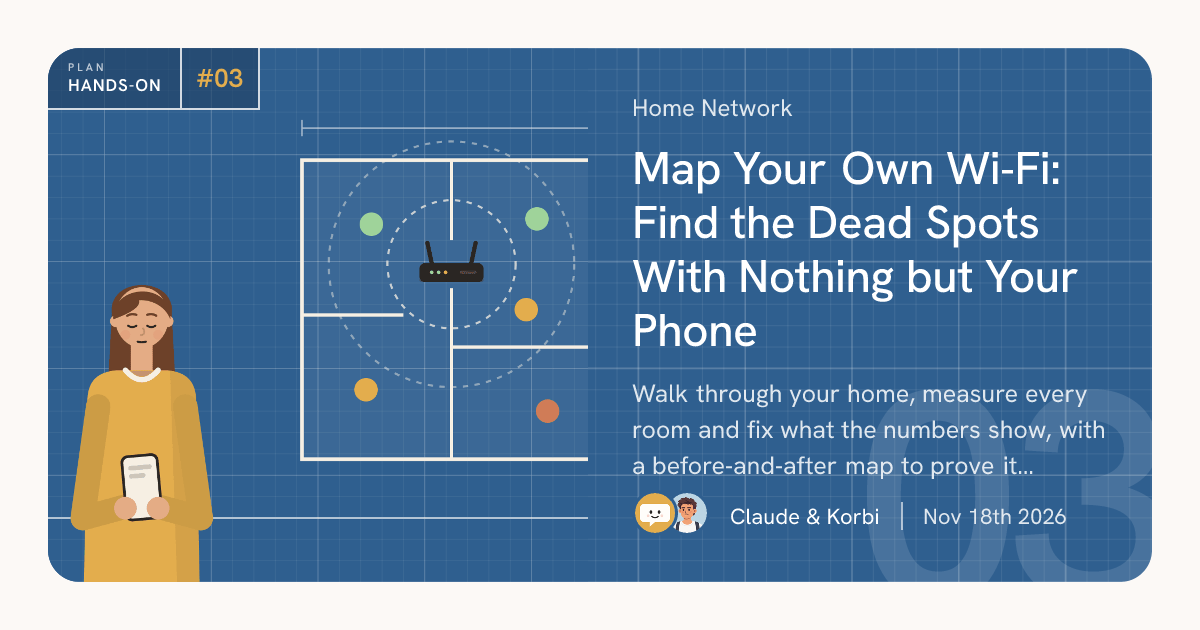 PLAN
HANDS-ON
#03
Home Network
Map Your Own Wi-Fi:
Find the Dead Spots
With Nothing but Your
Phone
Walk through your home, measure every
room and fix what the numbers show, with
a before-and-after map to prove it...
Claude & Korbi
Nov 18th 2026
03